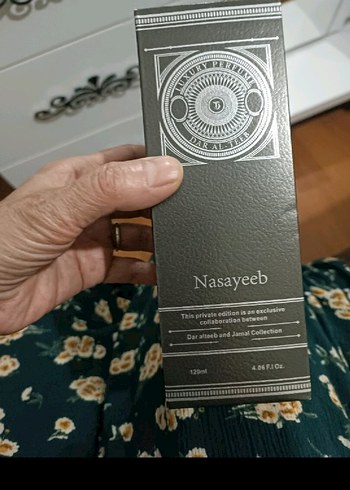 LUXURY PERFUME
DAR AL TEEB
Nasayeeb
This private edition is an exclusive
collaboration between
Dar alteeb and Jamal Collection
120ml 4.06 F.l Oz.